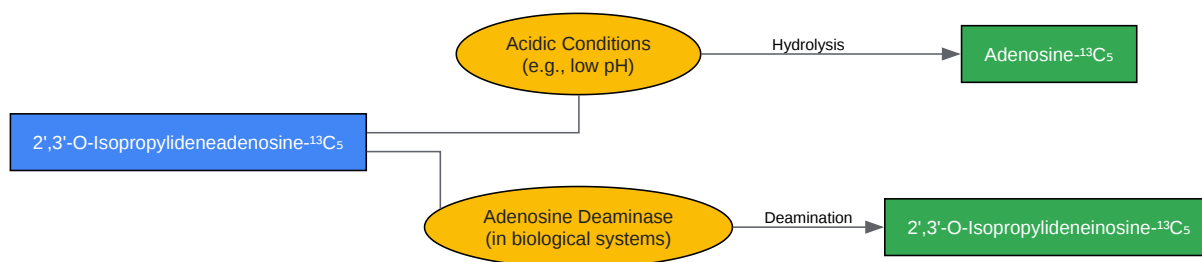 Acidic Conditions
(e.g., low pH)
Hydrolysis
Adenosine-¹³C₅
2',3'-O-Isopropylideneadenosine-¹³C₅
Adenosine Deaminase
(in biological systems)
Deamination
2',3'-O-Isopropylideneinosine-¹³C₅